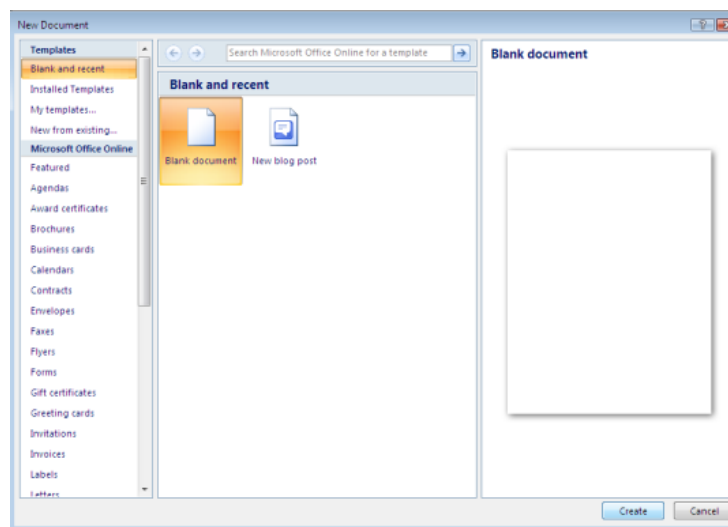 New Document
Templates
Blank and recent
Installed Templates
My templates...
New from existing...
Microsoft Office Online
Featured
Agendas
Award certificates
Brochures
Business cards
Calendars
Contracts
Envelopes
Faxes
Flyers
Forms
Gift certificates
Greeting cards
Invitations
Invoices
Labels
Letters
Search Microsoft Office Online for a template
Blank and recent
Blank document
New blog post
Blank document
Create
Cancel